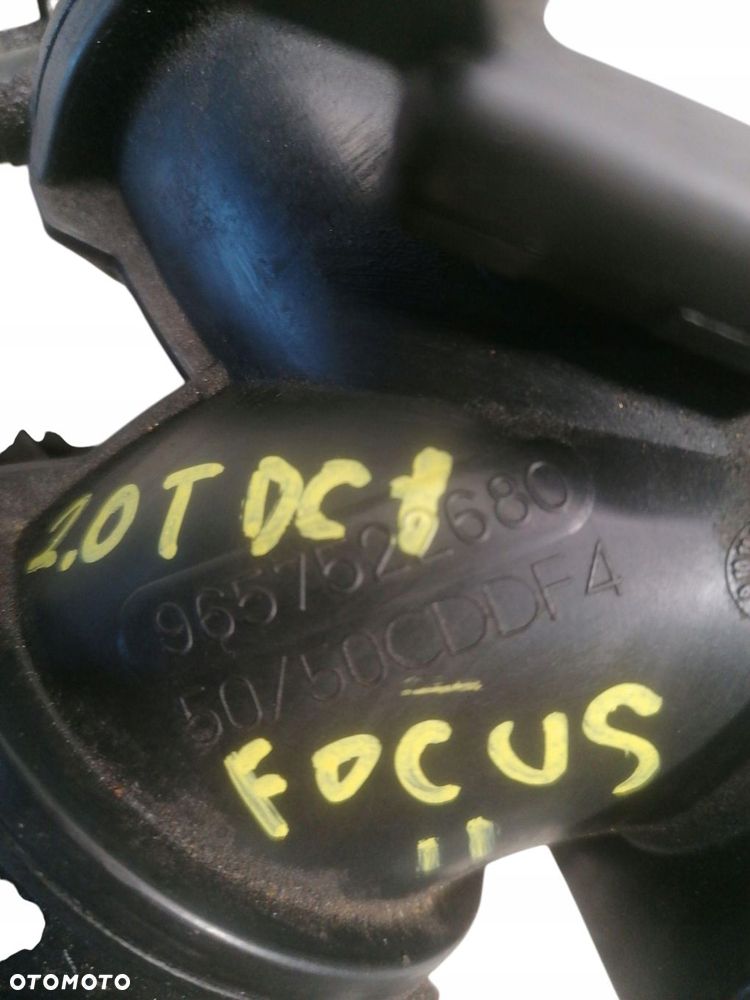 2.0 TDCI
9657522680
50/50CDDF4
FOCUS
II
OTOMOTO